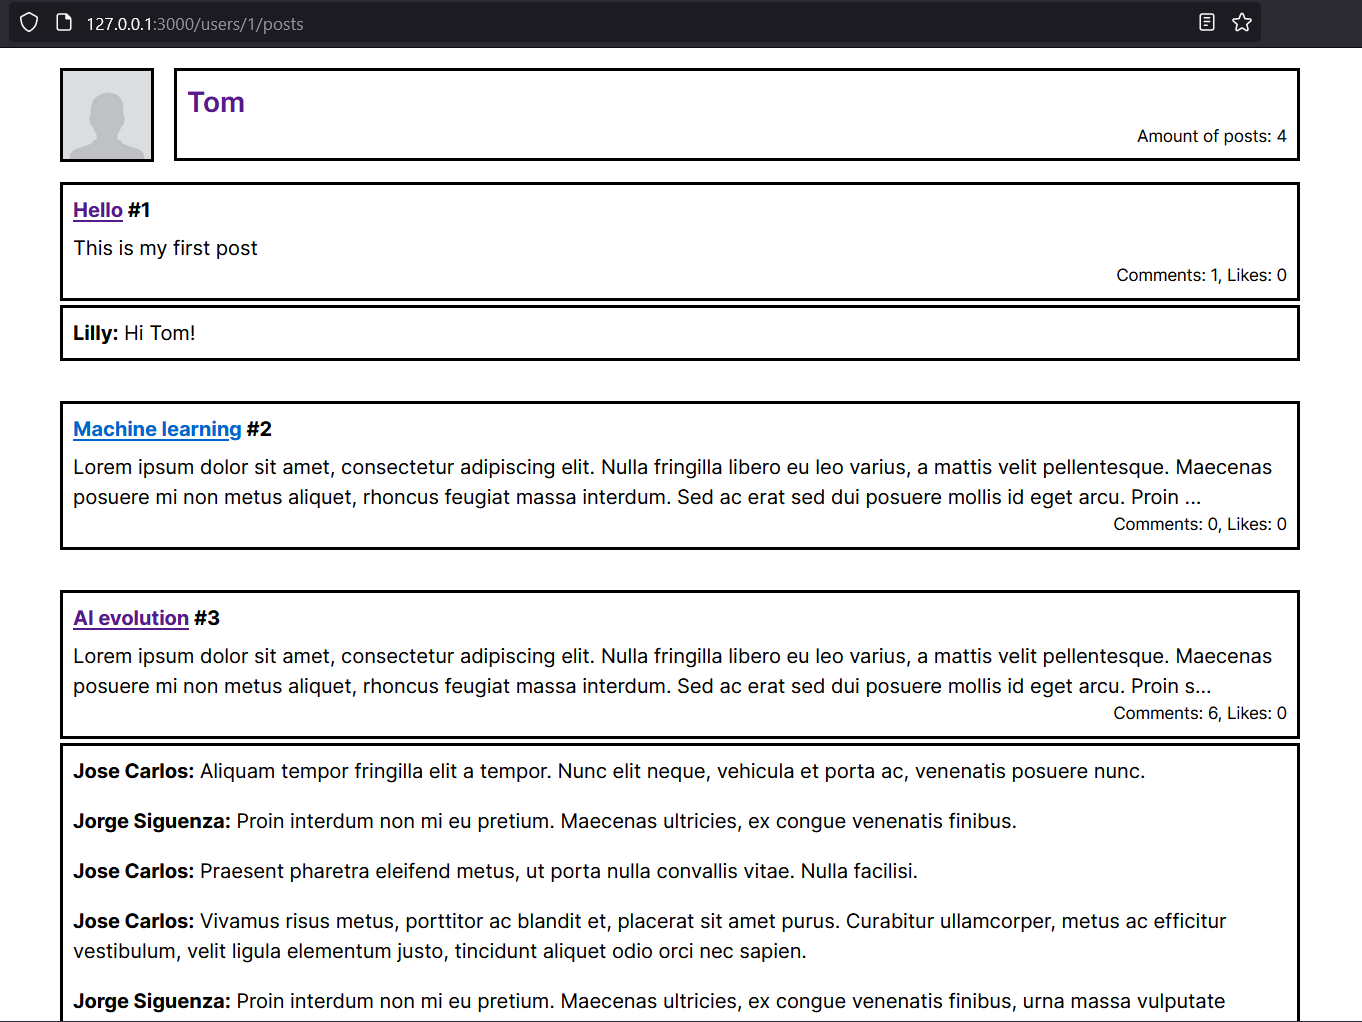 127.0.0.1:3000/users/1/posts
Tom
Amount of posts: 4
Hello #1
This is my first post
Comments: 1, Likes: 0
Lilly: Hi Tom!
Machine learning #2
Lorem ipsum dolor sit amet, consectetur adipiscing elit. Nulla fringilla libero eu leo varius, a mattis velit pellentesque. Maecenas
posuere mi non metus aliquet, rhoncus feugiat massa interdum. Sed ac erat sed dui posuere mollis id eget arcu. Proin ...
Comments: 0, Likes: 0
AI evolution #3
Lorem ipsum dolor sit amet, consectetur adipiscing elit. Nulla fringilla libero eu leo varius, a mattis velit pellentesque. Maecenas
posuere mi non metus aliquet, rhoncus feugiat massa interdum. Sed ac erat sed dui posuere mollis id eget arcu. Proin s...
Comments: 6, Likes: 0
Jose Carlos: Aliquam tempor fringilla elit a tempor. Nunc elit neque, vehicula et porta ac, venenatis posuere nunc.
Jorge Siguenza: Proin interdum non mi eu pretium. Maecenas ultricies, ex congue venenatis finibus.
Jose Carlos: Praesent pharetra eleifend metus, ut porta nulla convallis vitae. Nulla facilisi.
Jose Carlos: Vivamus risus metus, porttitor ac blandit et, placerat sit amet purus. Curabitur ullamcorper, metus ac efficitur
vestibulum, velit ligula elementum justo, tincidunt aliquet odio orci nec sapien.
Jorge Siguenza: Proin interdum non mi eu pretium. Maecenas ultricies, ex congue venenatis finibus, urna massa vulputate